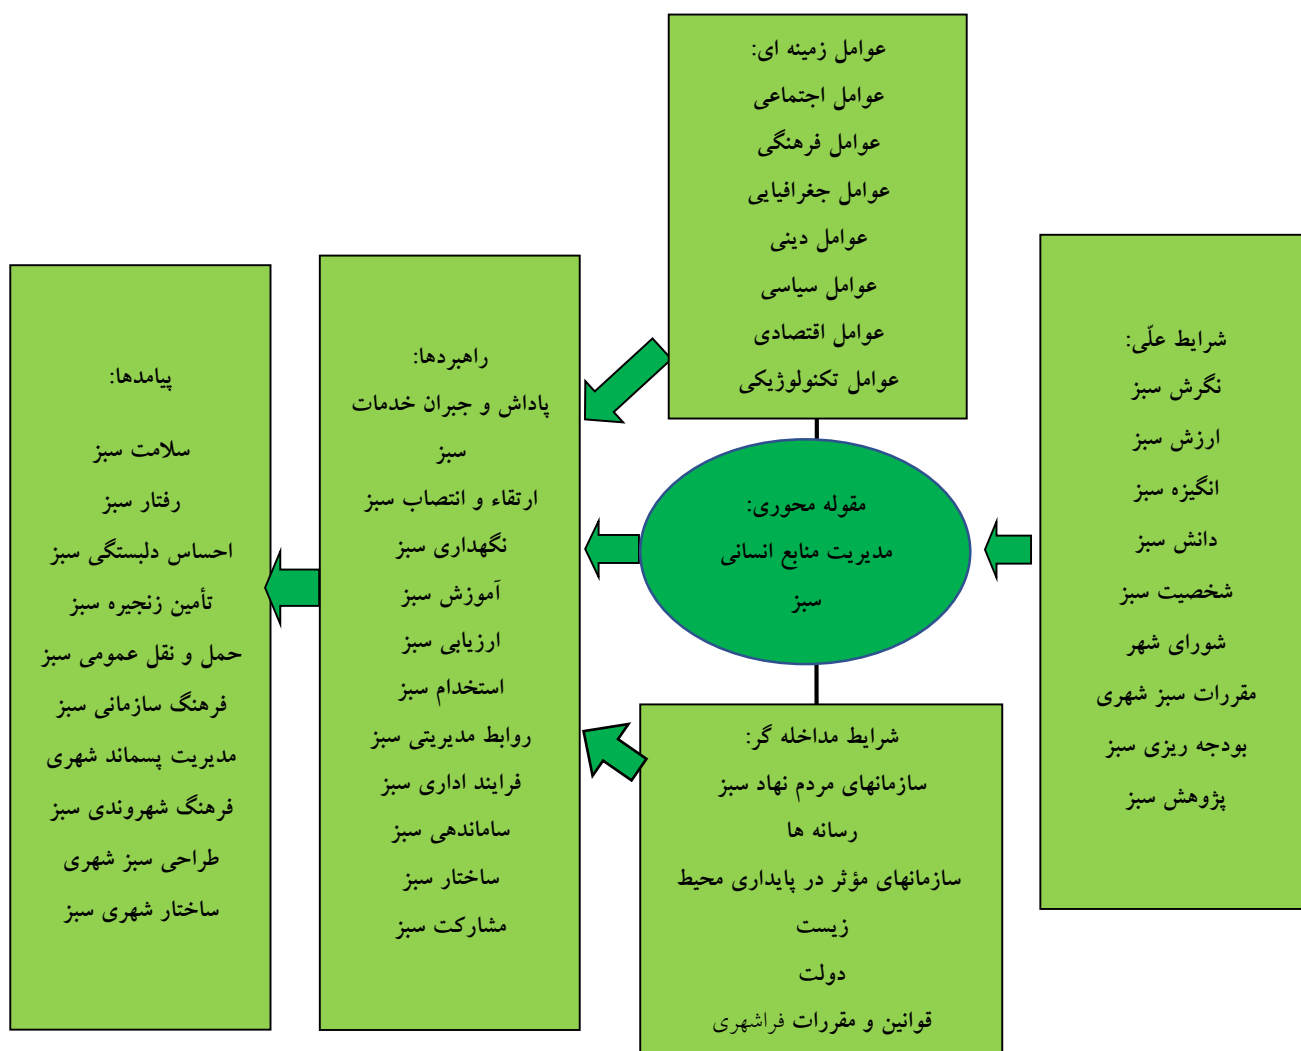 عوامل زمینه ای:
عوامل اجتماعی
عوامل فرهنگی
عوامل جغرافیایی
عوامل دینی
عوامل سیاسی
عوامل اقتصادی
عوامل تکنولوژیکی
شرایط علّی:
نگرش سبز
ارزش سبز
انگیزه سبز
دانش سبز
شخصیت سبز
شورای شهر
مقررات سبز شهری
بودجه ریزی سبز
پژوهش سبز
مقوله محوری:
مدیریت منابع انسانی
سبز
شرایط مداخله گر:
سازمانهای مردم نهاد سبز
رسانه ها
سازمانهای مؤثر در پایداری محیط
زیست
دولت
قوانین و مقررات فراشهری
راهبردها:
پاداش و جبران خدمات
سبز
ارتقاء و انتصاب سبز
نگهداری سبز
آموزش سبز
ارزیابی سبز
استخدام سبز
روابط مدیریتی سبز
فرایند اداری سبز
ساماندهی سبز
ساختار سبز
مشارکت سبز
پیامدها:
سلامت سبز
رفتار سبز
احساس دلبستگی سبز
تأمین زنجیره سبز
حمل و نقل عمومی سبز
فرهنگ سازمانی سبز
مدیریت پسماند شهری
فرهنگ شهروندی سبز
طراحی سبز شهری
ساختار شهری سبز